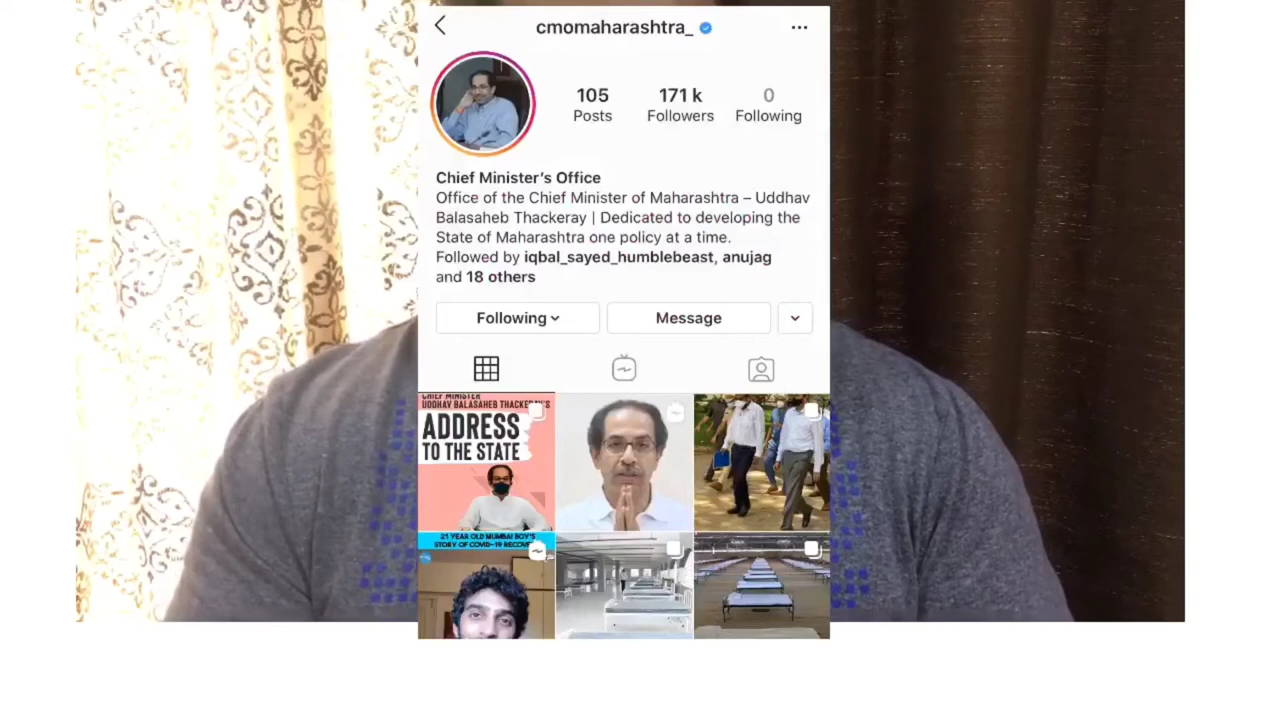 cmomaharashtra_
105
171 k
0
Posts
Followers
Following
Chief Minister's Office
Office of the Chief Minister of Maharashtra – Uddhav
Balasaheb Thackeray | Dedicated to developing the
State of Maharashtra one policy at a time.
Followed by iqbal_sayed_humblebeast, anujag
and 18 others
Following
Message
CHIEF MINISTER
UDDHAV BALASAHEB THACKERAY'S
ADDRESS
TO THE STATE
21 YEAR OLD MUMBAI BOY'S
STORY OF COVID-19